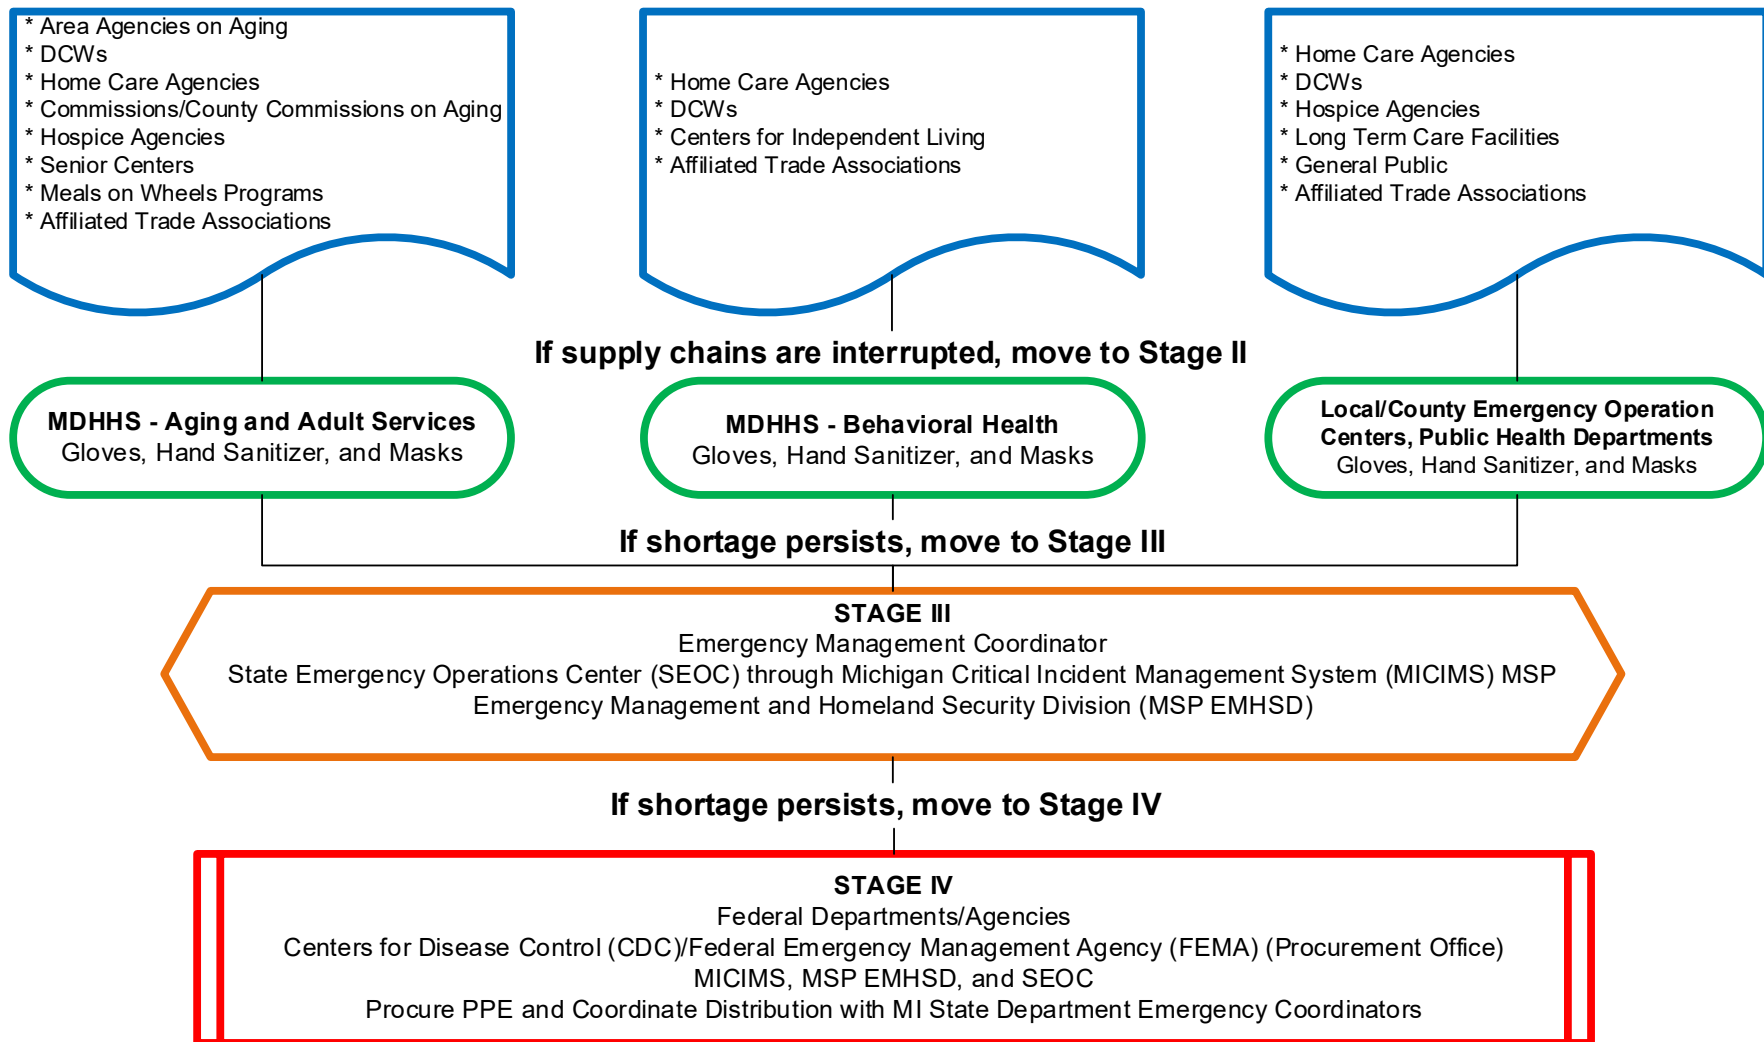 * Area Agencies on Aging
* DCWs
* Home Care Agencies
* Commissions/County Commissions on Aging
* Hospice Agencies
* Senior Centers
* Meals on Wheels Programs
* Affiliated Trade Associations
* Home Care Agencies
* DCWs
* Centers for Independent Living
* Affiliated Trade Associations
* Home Care Agencies
* DCWs
* Hospice Agencies
* Long Term Care Facilities
* General Public
* Affiliated Trade Associations
If supply chains are interrupted, move to Stage II
MDHHS - Aging and Adult Services
Gloves, Hand Sanitizer, and Masks
MDHHS - Behavioral Health
Gloves, Hand Sanitizer, and Masks
Local/County Emergency Operation
Centers, Public Health Departments
Gloves, Hand Sanitizer, and Masks
If shortage persists, move to Stage III
STAGE III
Emergency Management Coordinator
State Emergency Operations Center (SEOC) through Michigan Critical Incident Management System (MICIMS) MSP
Emergency Management and Homeland Security Division (MSP EMHSD)
If shortage persists, move to Stage IV
STAGE IV
Federal Departments/Agencies
Centers for Disease Control (CDC)/Federal Emergency Management Agency (FEMA) (Procurement Office)
MICIMS, MSP EMHSD, and SEOC
Procure PPE and Coordinate Distribution with MI State Department Emergency Coordinators